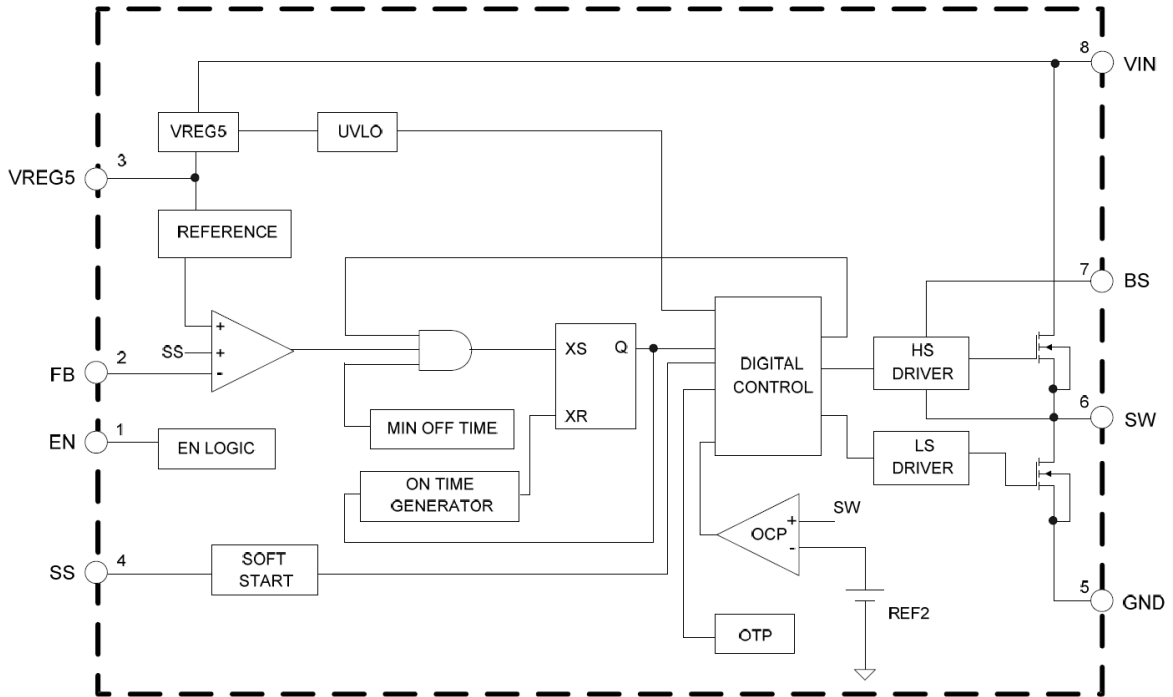 8
VIN
VREG5
UVLO
3
VREG5
REFERENCE
7
BS
+
SS
+
-
2
FB
XS
Q
XR
DIGITAL
CONTROL
HS
DRIVER
6
SW
1
EN
EN LOGIC
MIN OFF TIME
LS
DRIVER
ON TIME
GENERATOR
SW
+
OCP
-
4
SS
SOFT
START
5
GND
REF2
OTP